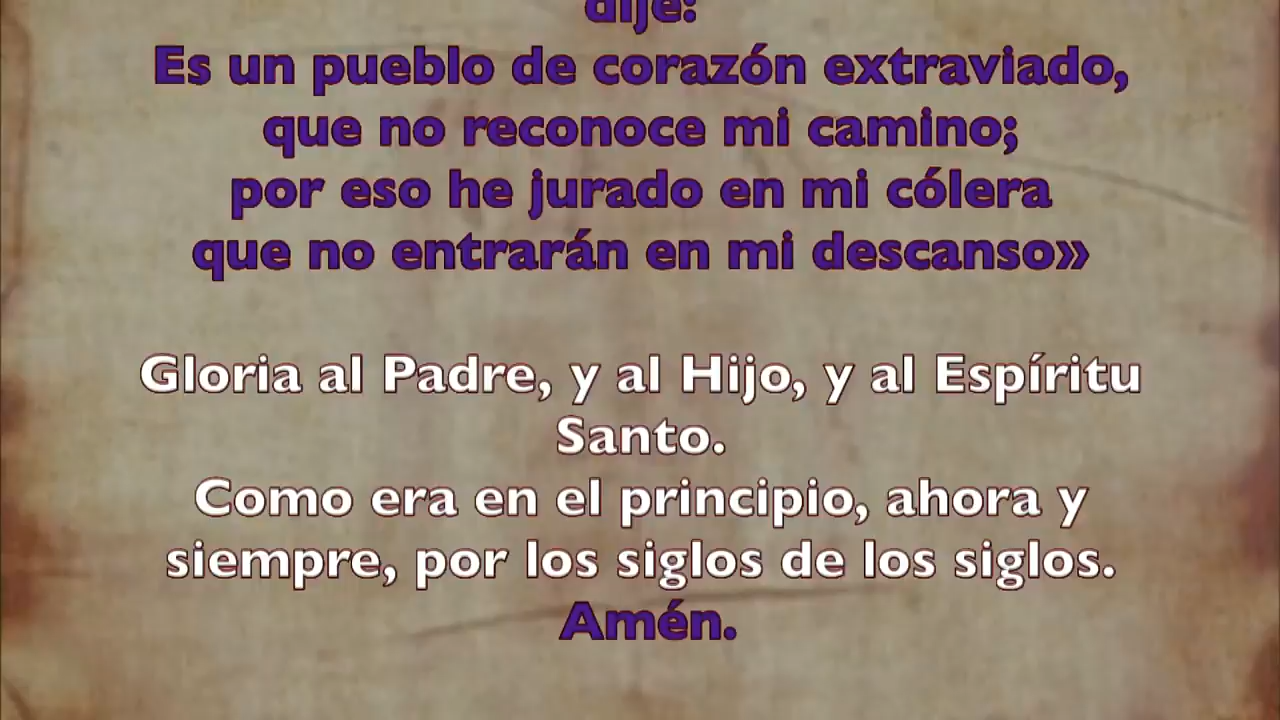 dije:
Es un pueblo de corazón extraviado,
que no reconoce mi camino;
por eso he jurado en mi cólera
que no entrarán en mi descanso»
Gloria al Padre, y al Hijo, y al Espíritu
Santo.
Como era en el principio, ahora y
siempre, por los siglos de los siglos.
Amén.